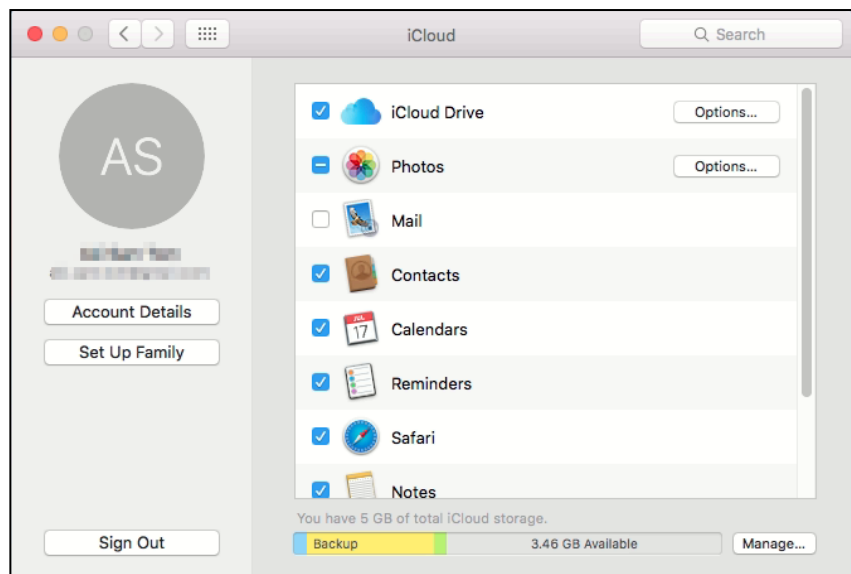 iCloud
Search
AS
Account Details
Set Up Family
Sign Out
iCloud Drive
Options...
Photos
Options...
Mail
Contacts
JUL
17
Calendars
Reminders
Safari
Notes
You have 5 GB of total iCloud storage.
Backup
3.46 GB Available
Manage...